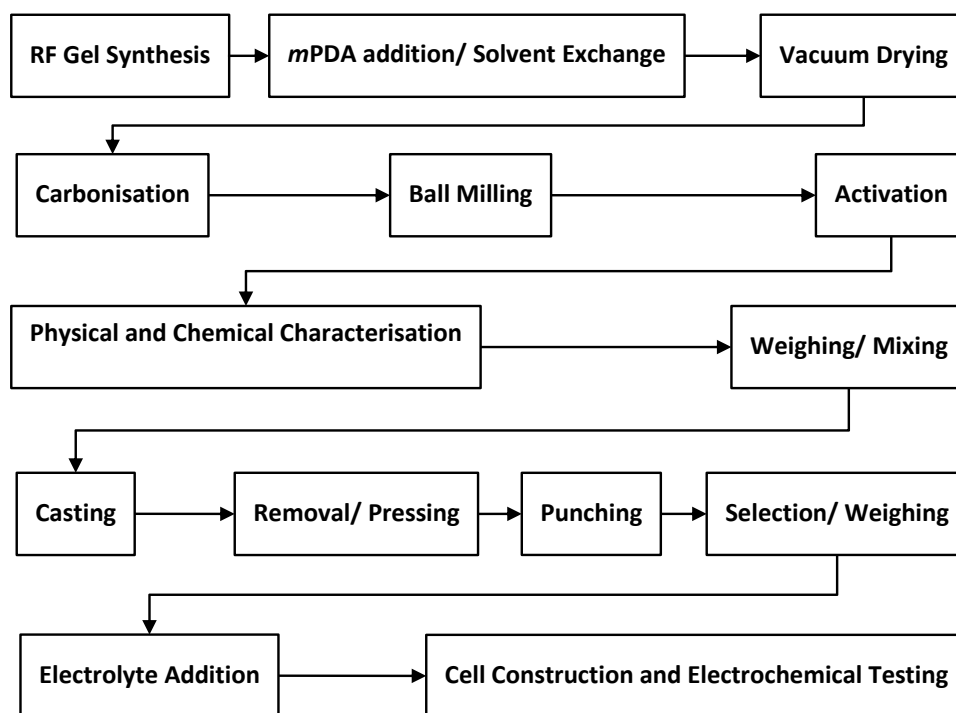 RF Gel Synthesis
mPDA addition/ Solvent Exchange
Vacuum Drying
Carbonisation
Ball Milling
Activation
Physical and Chemical Characterisation
Weighing/ Mixing
Casting
Removal/ Pressing
Punching
Selection/ Weighing
Electrolyte Addition
Cell Construction and Electrochemical Testing